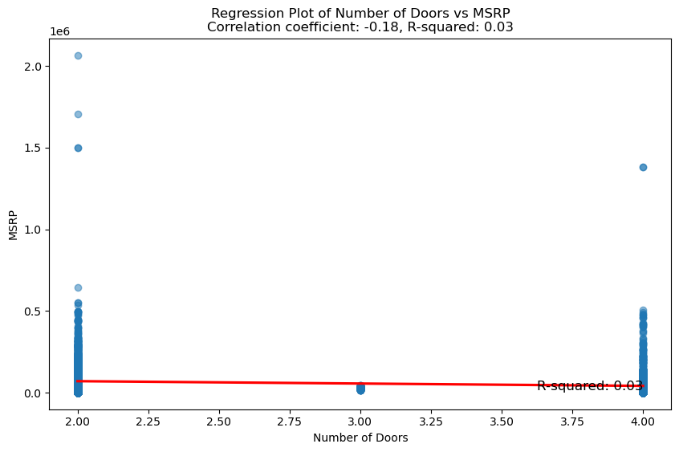 Regression Plot of Number of Doors vs MSRP
Correlation coefficient: -0.18, R-squared: 0.03
1e6
2.0
1.5
1.0
0.5
0.0
MSRP
R-squared: 0.03
2.00 2.25 2.50 2.75 3.00 3.25 3.50 3.75 4.00
Number of Doors